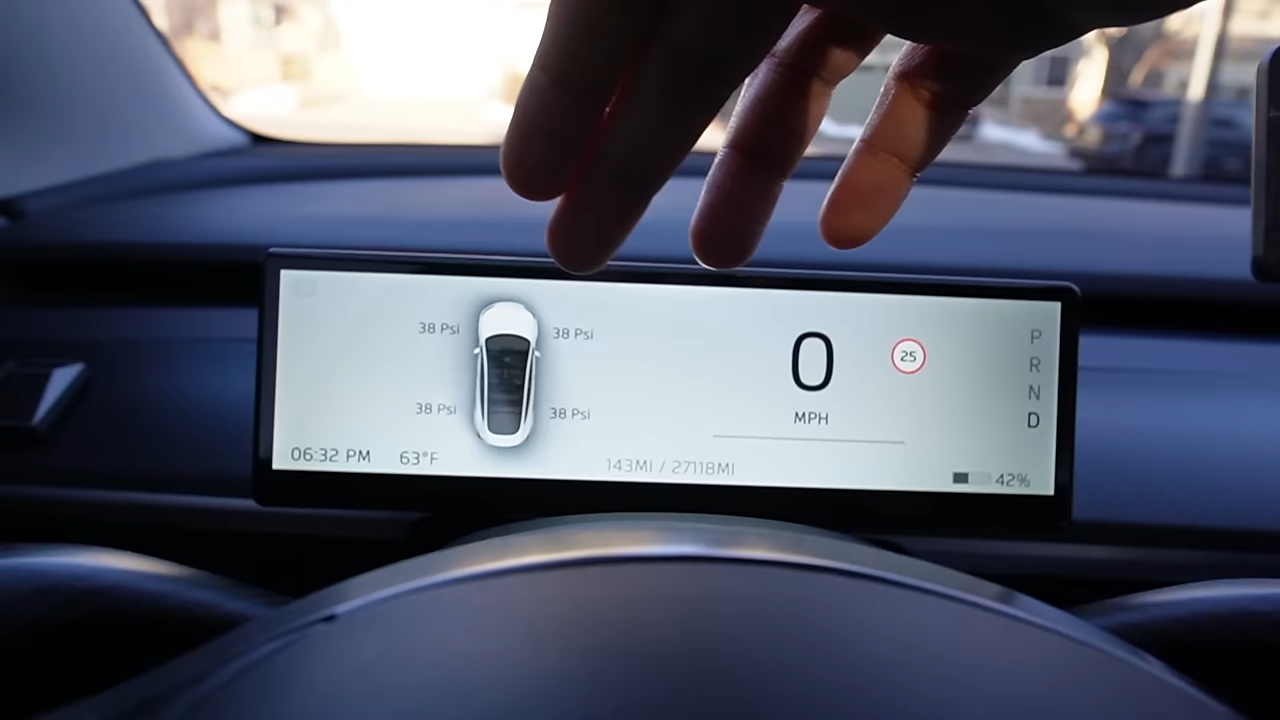 38 Psi 38 Psi
38 Psi 38 Psi
0
MPH
25
P
R
N
D
06:32 PM 63°F
143MI / 27118MI
42%